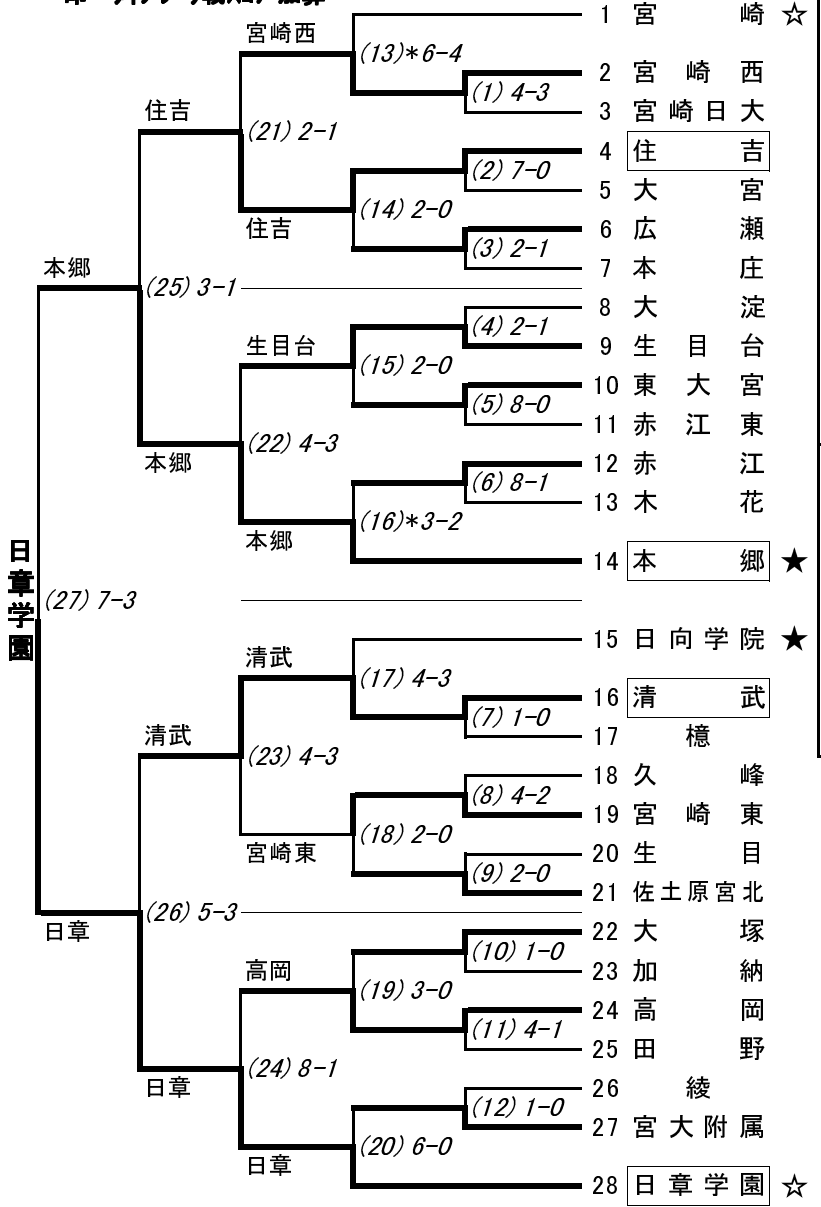 1 宮崎 ☆
宮崎西
(13)*6-4
2 宮崎西
(1)4-3
住吉
3 宮崎日大
(21)2-1
4 住吉
(2)7-0
5 大宮
(14)2-0
住吉
6 広瀬
(3)2-1
7 本庄
本郷
(25)3-1
8 大淀
(4)2-1
生目台
9 生目台
(15)2-0
10 東大宮
(5)8-0
11 赤江東
(22)4-3
本郷
12 赤江
(6)8-1
13 木花
(16)*3-2
本郷
14 本郷 ★
日章学園
(27)7-3
15 日向学院 ★
清武
(17)4-3
16 清武
(7)1-0
清武
17 檍
(23)4-3
18 久峰
(8)4-2
19 宮崎東
(18)2-0
宮崎東
20 生目
(9)2-0
21 佐土原宮北
(26)5-3
日章
22 大塚
(10)1-0
高岡
23 加納
(19)3-0
24 高岡
(11)4-1
25 田野
(24)8-1
日章
26 綾
(12)1-0
27 宮大附属
(20)6-0
日章
28 日章学園 ☆